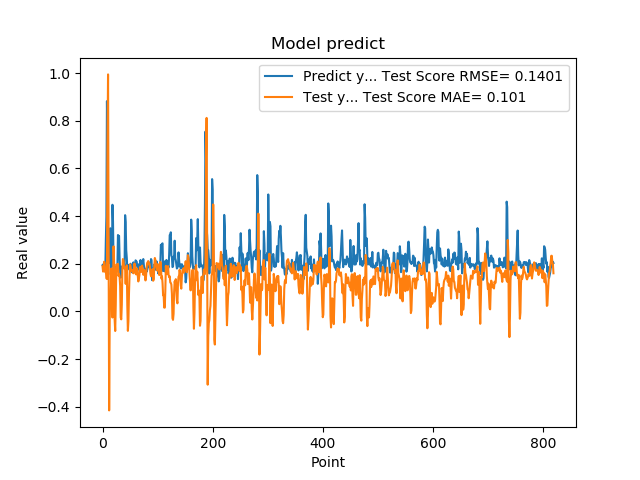 Model predict
Predict y... Test Score RMSE= 0.1401
Test y... Test Score MAE= 0.101
1.0
0.8
0.6
0.4
0.2
0.0
−0.2
−0.4
Real value
0 200 400 600 800
Point